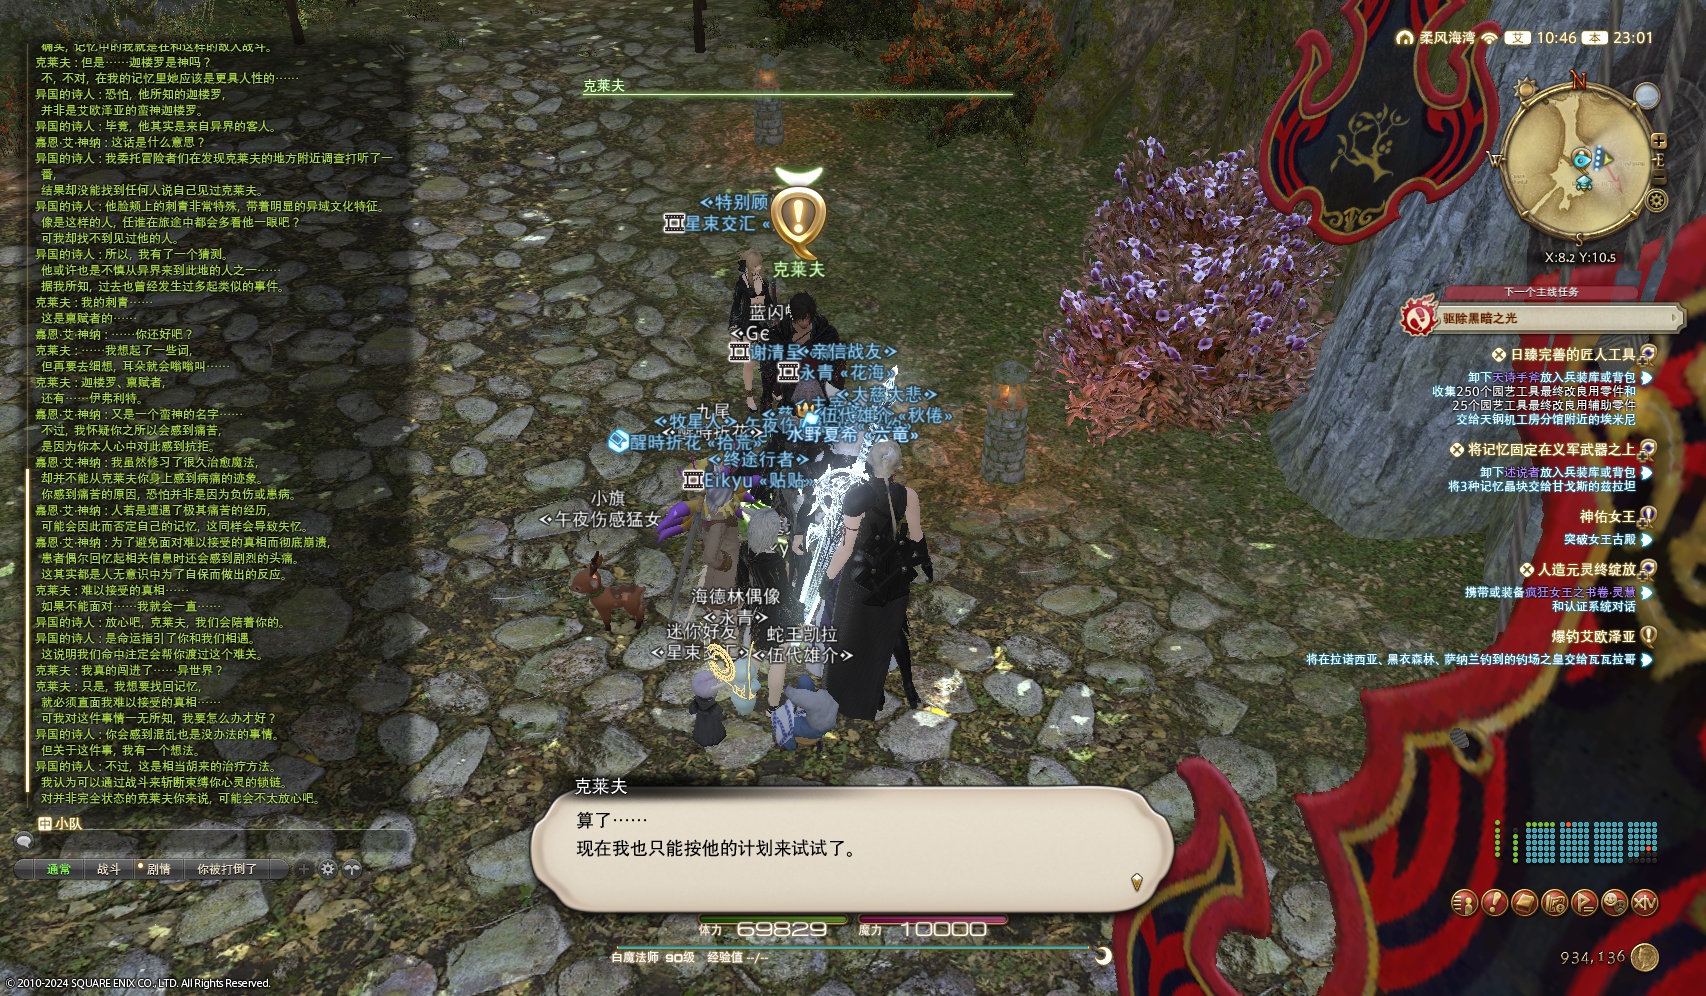 确实, 记忆中的我就是在和这样的敌人战斗。
克莱夫 : 但是……迦楼罗是神吗？
不, 不对, 在我的记忆里她应该是更具人性的……
异国的诗人 : 恐怕, 他所知的迦楼罗,
并非是艾欧泽亚的蛮神迦楼罗。
异国的诗人 : 毕竟, 他其实是来自异界的客人。
嘉恩·艾·神纳 : 这话是什么意思？
异国的诗人 : 我委托冒险者们在发现克莱夫的地方附近调查打听了一
番,
结果却没能找到任何人说自己见过克莱夫。
异国的诗人 : 他脸颊上的刺青非常特殊, 带着明显的异域文化特征。
像是这样的人, 任谁在旅途中都会多看他一眼吧？
可我却找不到见过他的人。
异国的诗人 : 所以, 我有了一个猜测。
他或许也是不慎从异界来到此地的人之一……
据我所知, 过去也曾经发生过多起类似的事件。
克莱夫 : 我的刺青……
这是禀赋者的……
嘉恩·艾·神纳 : ……你还好吧？
克莱夫 : ……我想起了一些词,
但再要去细想, 耳朵就会嗡嗡叫……
克莱夫 : 迦楼罗、禀赋者,
还有……伊弗利特。
嘉恩·艾·神纳 : 又是一个蛮神的名字……
不过, 我怀疑你之所以会感到痛苦,
是因为你本人心中对此感到抗拒。
嘉恩·艾·神纳 : 我虽然修习了很久治愈魔法,
却并不能从克莱夫你身上感到病痛的迹象。
你感到痛苦的原因, 恐怕并非是因为负伤或患病。
嘉恩·艾·神纳 : 人若是遭遇了极其痛苦的经历,
可能会因此而否定自己的记忆, 这同样会导致失忆。
嘉恩·艾·神纳 : 为了避免面对难以接受的真相而彻底崩溃,
患者偶尔回忆起相关信息时还会感到剧烈的头痛。
这其实都是人无意识中为了自保而做出的反应。
克莱夫 : 难以接受的真相……
如果不能面对……我就会一直……
异国的诗人 : 放心吧, 克莱夫, 我们会陪着你的。
异国的诗人 : 是命运指引了你和我们相遇。
这说明我们命中注定会帮你渡过这个难关。
克莱夫 : 我真的闯进了……异世界？
克莱夫 : 只是, 我想要找回记忆,
就必须直面我难以接受的真相……
可我对这件事情一无所知, 我要怎么办才好？
异国的诗人 : 你会感到混乱也是没办法的事情。
但关于这件事, 我有一个想法。
异国的诗人 : 不过, 这是相当胡来的治疗方法。
我认为可以通过战斗来斩断束缚你心灵的锁链。
对并非完全状态的克莱夫你来说, 可能会不太放心吧。
中 小队
通常 战斗 剧情 你被打倒了
© 2010-2024 SQUARE ENIX CO., LTD. All Rights Reserved.
克莱夫
«特别顾
星束交汇 «
克莱夫
蓝闪
«Ge
谢清呈«亲信战友»
永青 «花海»
大慈大悲»
九尾
«牧星人
伍代雄介 «秋倦»
水野夏希 «云竜»
醒時折花 «拾荒»
«终途行者»
Eikyu «贴贴»
小旗
«午夜伤感猛女
海德林偶像
«永青»
迷你好友
蛇王凯拉
«星束
«伍代雄介»
克莱夫
算了……
现在我也只能按他的计划来试试了。
体力 69829 魔力 10000
白魔法师 90级 经验值 --/--
柔风海湾 艾 10:46 本 23:01
N
W
E
S
X:8.2 Y:10.5
下一个主线任务
驱除黑暗之光
日臻完善的匠人工具
卸下天诗手斧放入兵装库或背包
收集250个园艺工具最终改良用零件和
25个园艺工具最终改良用辅助零件
交给天钢机工房分馆附近的埃米尼
将记忆固定在义军武器之上
卸下述说者放入兵装库或背包
将3种记忆晶块交给甘戈斯的兹拉坦
神佑女王
突破女王古殿
人造元灵终绽放
携带或装备疯狂女王之书卷·灵慧
和认证系统对话
爆钓艾欧泽亚
将在拉诺西亚、黑衣森林、萨纳兰钓到的钓场之皇交给瓦瓦拉哥
XIV
934,136